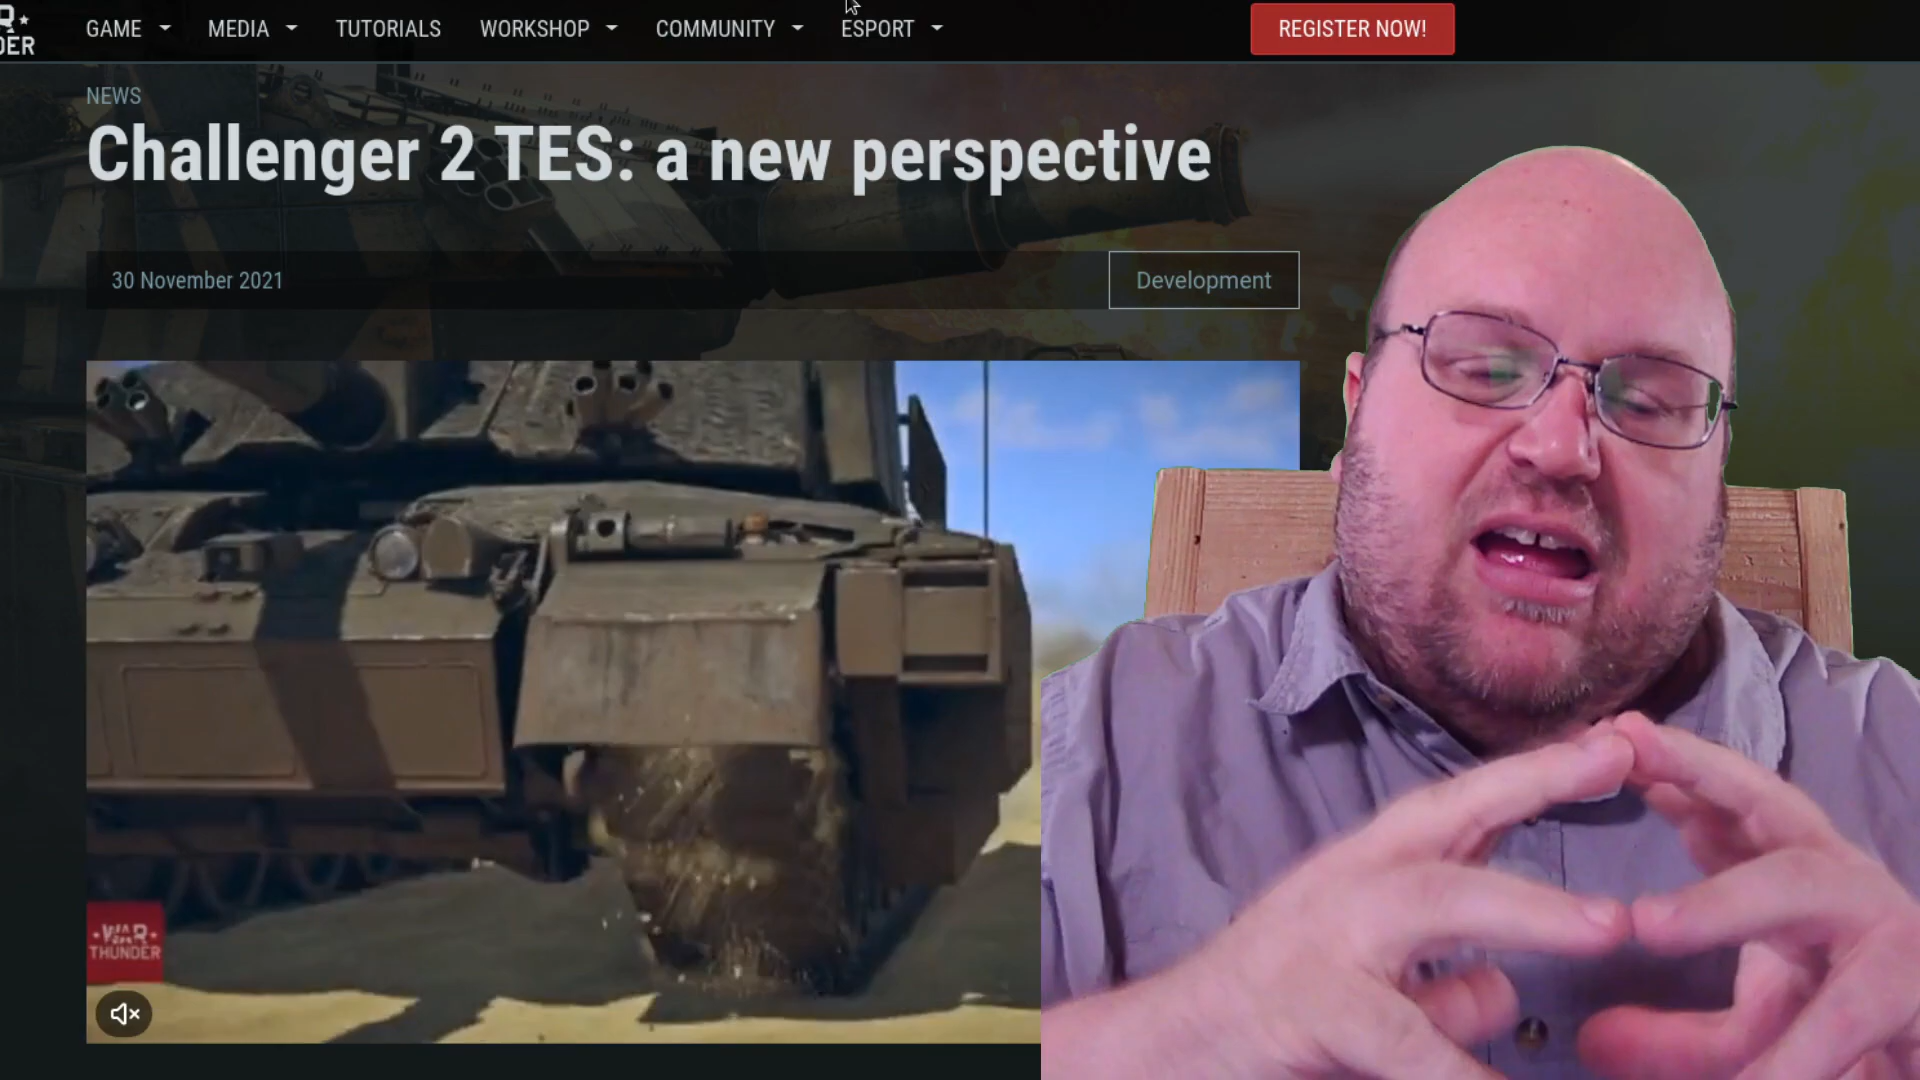 GAME
MEDIA
TUTORIALS
WORKSHOP
COMMUNITY
ESPORT
REGISTER NOW!
NEWS
Challenger 2 TES: a new perspective
30 November 2021
Development
WAR
THUNDER